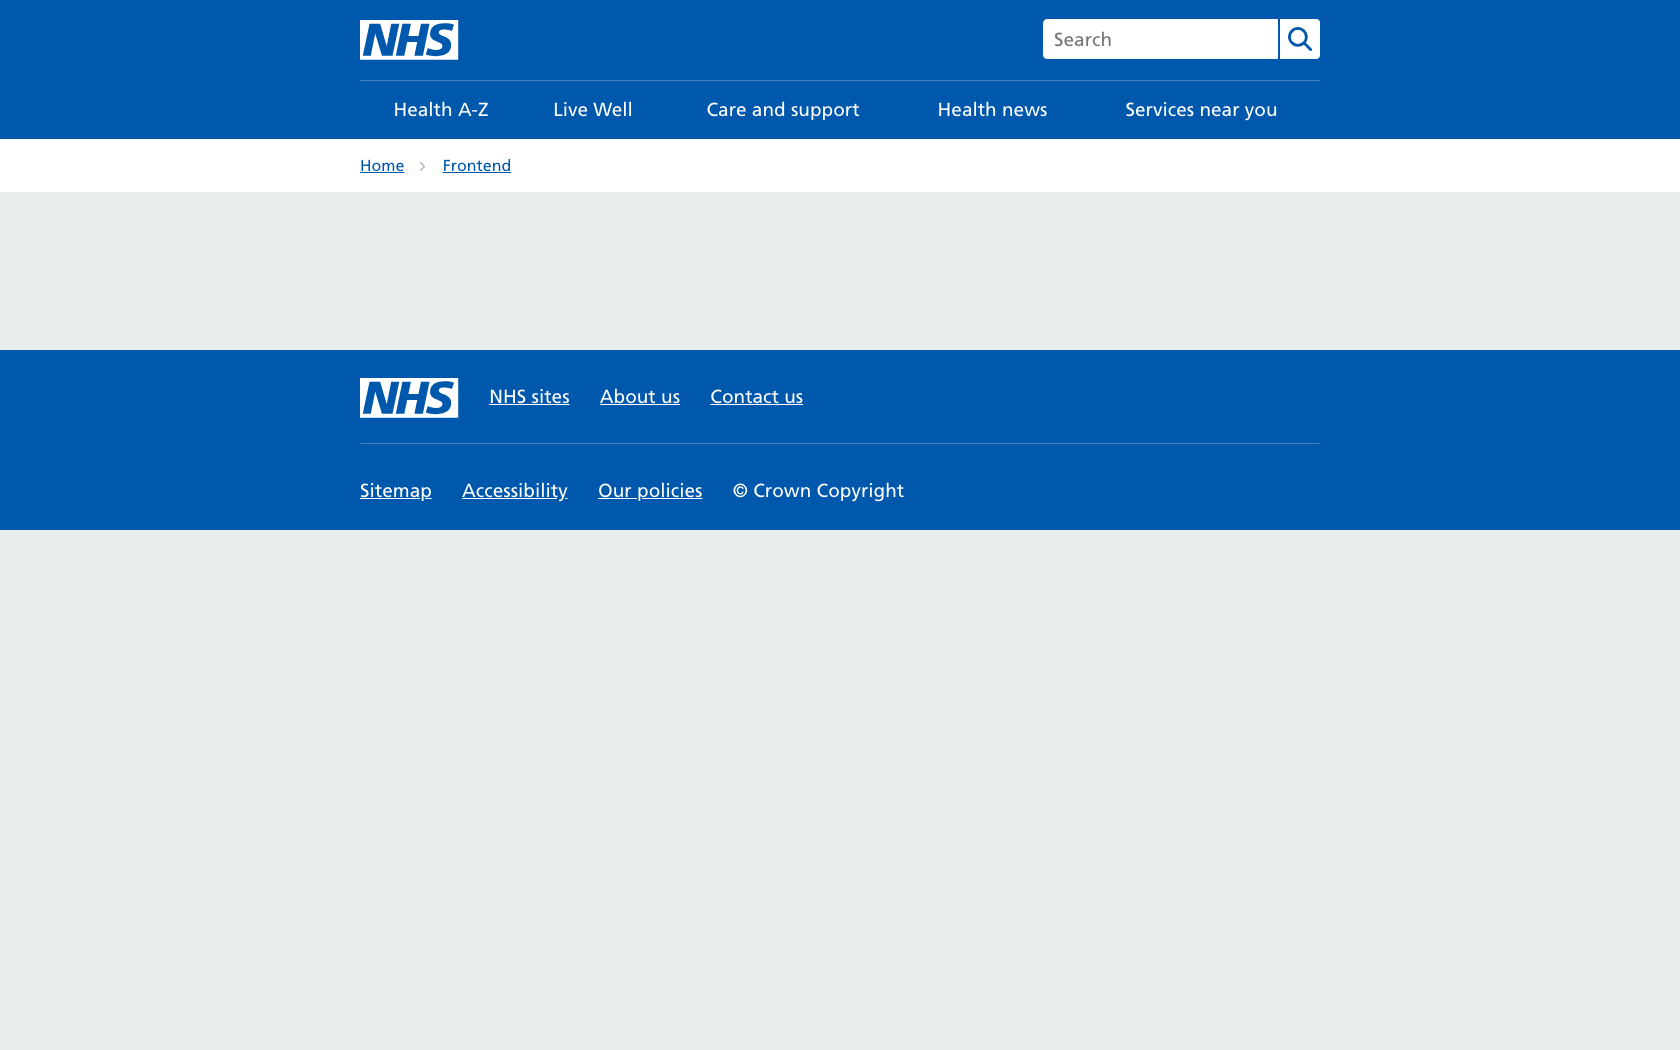 NHS
Search
Health A-Z Live Well Care and support Health news Services near you
Home Frontend
NHS NHS sites About us Contact us
Sitemap Accessibility Our policies © Crown Copyright